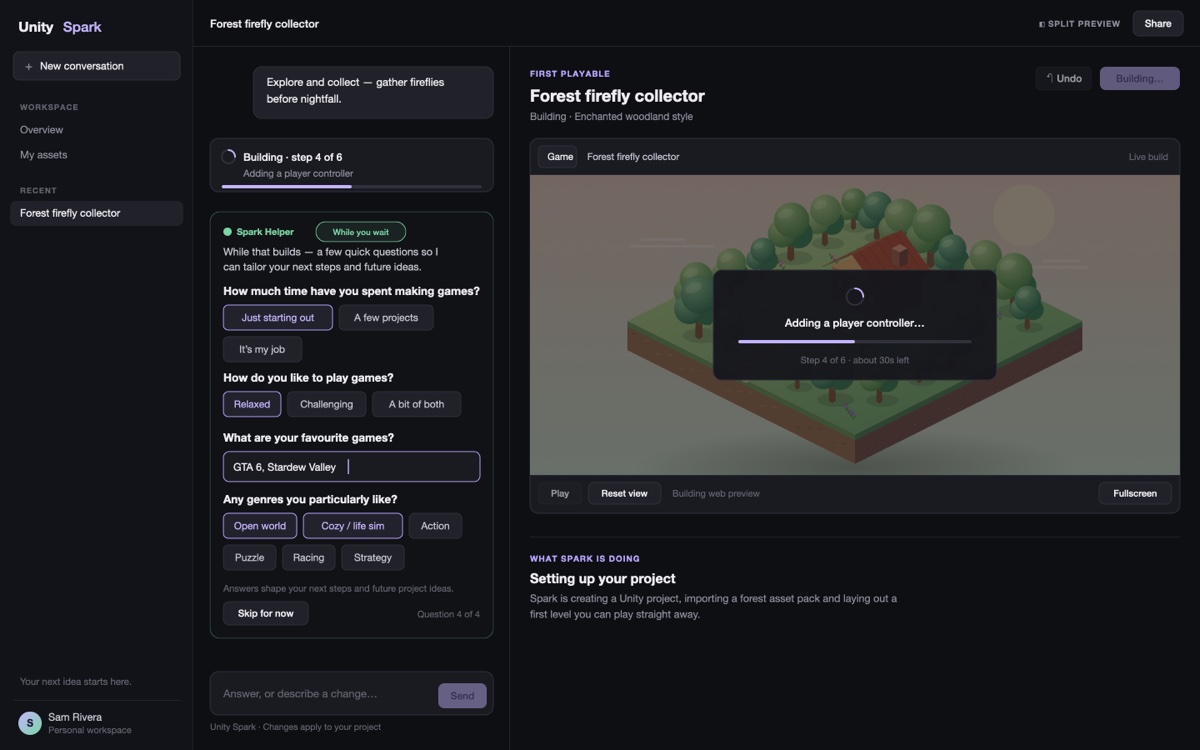 Unity Spark
+ New conversation
WORKSPACE
Overview
My assets
RECENT
Forest firefly collector
Your next idea starts here.
S
Sam Rivera
Personal workspace
Forest firefly collector
SPLIT PREVIEW
Share
Explore and collect — gather fireflies
before nightfall.
Building · step 4 of 6
Adding a player controller
Spark Helper
While you wait
While that builds — a few quick questions so I
can tailor your next steps and future ideas.
How much time have you spent making games?
Just starting out
A few projects
It's my job
How do you like to play games?
Relaxed
Challenging
A bit of both
What are your favourite games?
GTA 6, Stardew Valley
Any genres you particularly like?
Open world
Cozy / life sim
Action
Puzzle
Racing
Strategy
Answers shape your next steps and future project ideas.
Skip for now
Question 4 of 4
Answer, or describe a change…
Send
Unity Spark · Changes apply to your project
FIRST PLAYABLE
Forest firefly collector
Building · Enchanted woodland style
Undo
Building…
Game
Forest firefly collector
Live build
Adding a player controller…
Step 4 of 6 · about 30s left
Play
Reset view
Building web preview
Fullscreen
WHAT SPARK IS DOING
Setting up your project
Spark is creating a Unity project, importing a forest asset pack and laying out a
first level you can play straight away.